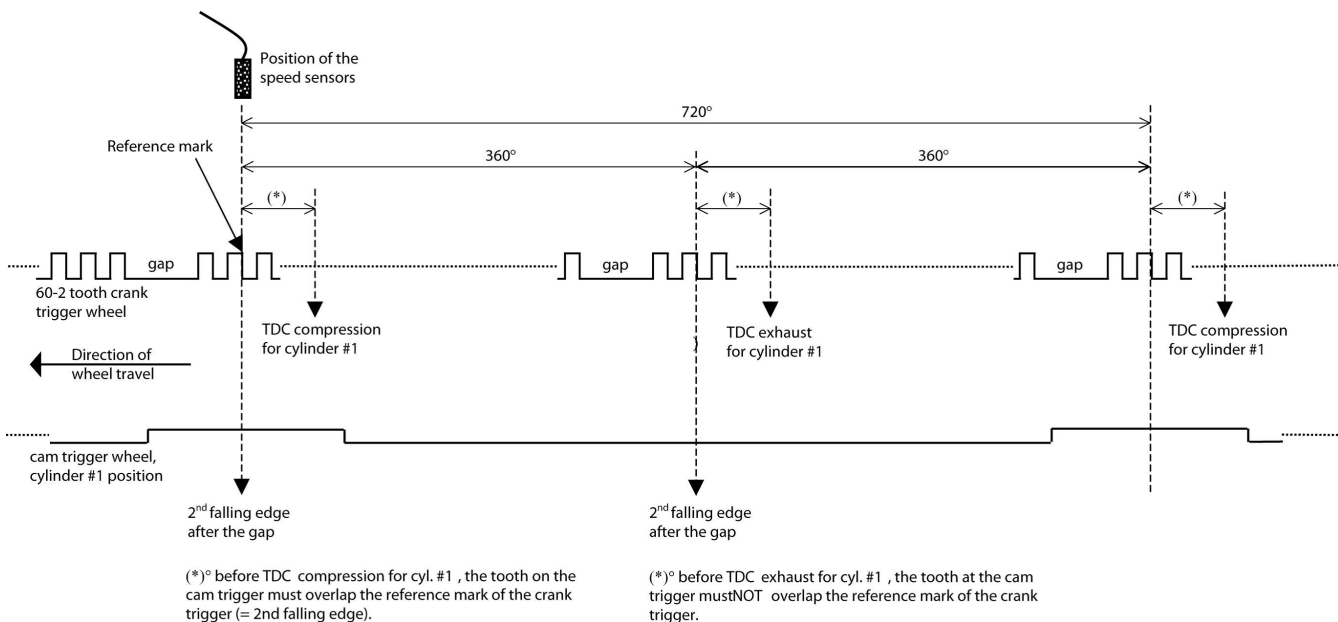 Position of the
speed sensors
720°
Reference mark
360°
360°
(*)
(*)
(*)
gap
gap
gap
60-2 tooth crank
trigger wheel
TDC compression
for cylinder #1
TDC exhaust
for cylinder #1
TDC compression
for cylinder #1
)
Direction of
wheel travel
cam trigger wheel,
cylinder #1 position
2nd falling edge
after the gap
2nd falling edge
after the gap
(*)° before TDC compression for cyl. #1 , the tooth on the
cam trigger must overlap the reference mark of the crank
trigger (= 2nd falling edge).
(*)° before TDC exhaust for cyl. #1 , the tooth at the cam
trigger mustNOT overlap the reference mark of the crank
trigger.